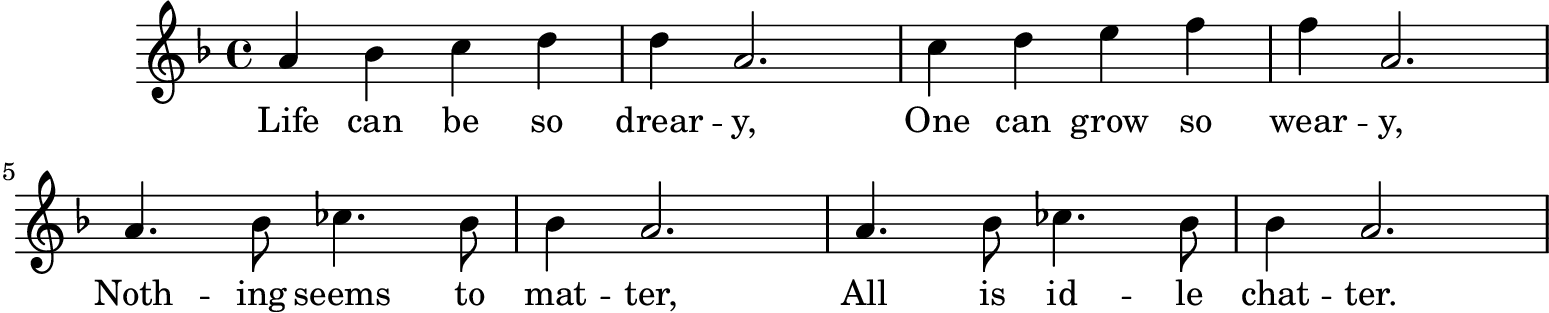 Life can be so drear - y, One can grow so wear - y,
5
Noth - ing seems to mat - ter, All is id - le chat - ter.